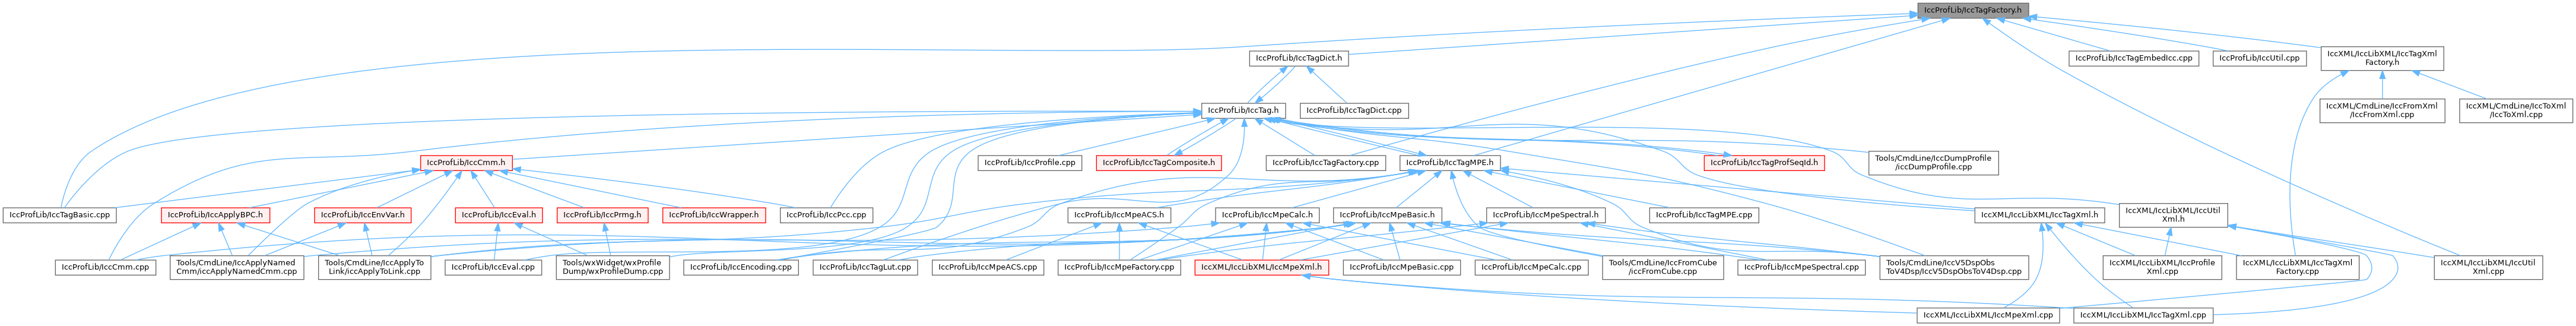 IccProfLib/IccTagFactory.h
IccProfLib/IccTagDict.h
IccProfLib/IccTagEmbedIcc.cpp
IccProfLib/IccUtil.cpp
IccXML/IccLibXML/IccTagXml
Factory.h
IccProfLib/IccTag.h
IccProfLib/IccTagDict.cpp
IccXML/CmdLine/IccFromXml
/IccFromXml.cpp
IccXML/CmdLine/IccToXml
/IccToXml.cpp
IccProfLib/IccCmm.h
IccProfLib/IccProfile.cpp
IccProfLib/IccTagComposite.h
IccProfLib/IccTagFactory.cpp
IccProfLib/IccTagMPE.h
IccProfLib/IccTagProfSeqId.h
Tools/CmdLine/IccDumpProfile
/iccDumpProfile.cpp
IccProfLib/IccTagBasic.cpp
IccProfLib/IccApplyBPC.h
IccProfLib/IccEnvVar.h
IccProfLib/IccEval.h
IccProfLib/IccPrmg.h
IccProfLib/IccWrapper.h
IccProfLib/IccPcc.cpp
IccProfLib/IccMpeACS.h
IccProfLib/IccMpeCalc.h
IccProfLib/IccMpeBasic.h
IccProfLib/IccMpeSpectral.h
IccProfLib/IccTagMPE.cpp
IccXML/IccLibXML/IccTagXml.h
IccXML/IccLibXML/IccUtil
Xml.h
IccProfLib/IccCmm.cpp
Tools/CmdLine/IccApplyNamed
Cmm/iccApplyNamedCmm.cpp
Tools/CmdLine/IccApplyTo
Link/iccApplyToLink.cpp
IccProfLib/IccEval.cpp
Tools/wxWidget/wxProfile
Dump/wxProfileDump.cpp
IccProfLib/IccEncoding.cpp
IccProfLib/IccTagLut.cpp
IccProfLib/IccMpeACS.cpp
IccProfLib/IccMpeFactory.cpp
IccXML/IccLibXML/IccMpeXml.h
IccProfLib/IccMpeBasic.cpp
IccProfLib/IccMpeCalc.cpp
Tools/CmdLine/IccFromCube
/iccFromCube.cpp
IccProfLib/IccMpeSpectral.cpp
Tools/CmdLine/IccV5DspObs
ToV4Dsp/IccV5DspObsToV4Dsp.cpp
IccXML/IccLibXML/IccProfile
Xml.cpp
IccXML/IccLibXML/IccTagXml
Factory.cpp
IccXML/IccLibXML/IccUtil
Xml.cpp
IccXML/IccLibXML/IccMpeXml.cpp
IccXML/IccLibXML/IccTagXml.cpp